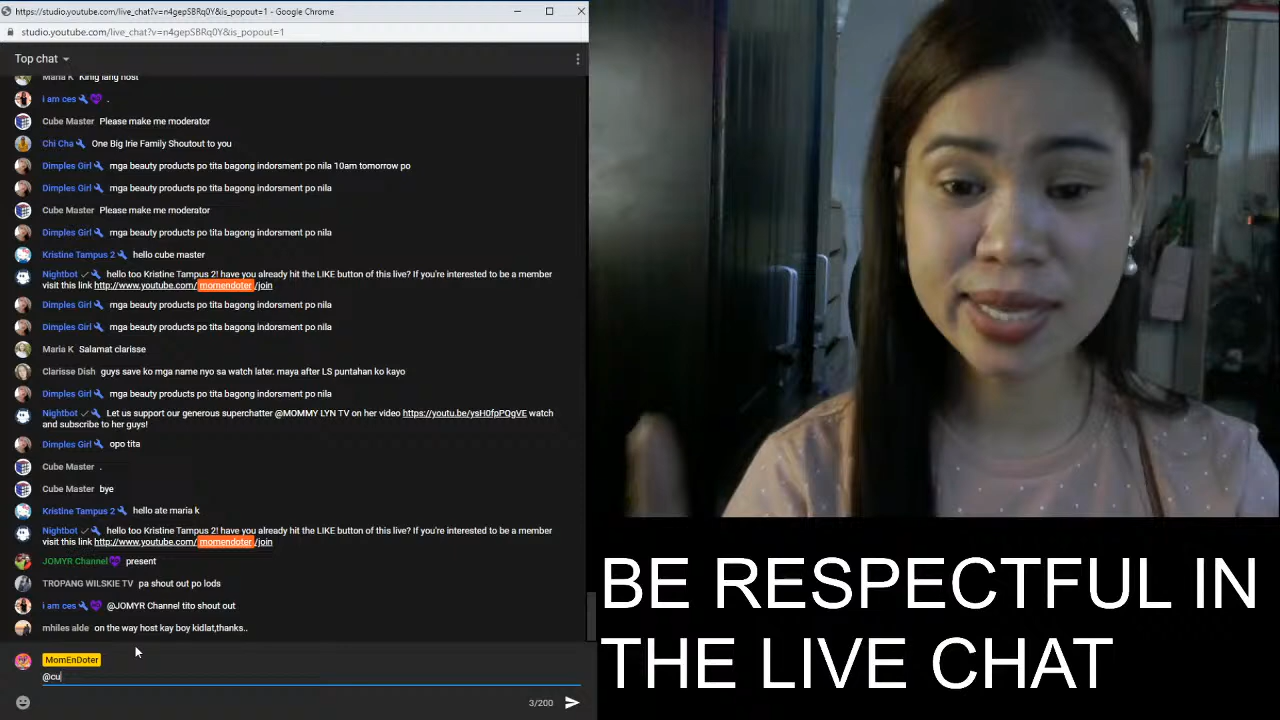 https://studio.youtube.com/live_chat?v=n4gepSBRq0Y&is_popout=1 - Google Chrome
studio.youtube.com/live_chat?v=n4gepSBRq0Y&is_popout=1
Top chat
Maria K Kinig lang host
i am ces .
Cube Master Please make me moderator
Chi Cha One Big Irie Family Shoutout to you
Dimples Girl mga beauty products po tita bagong indorsment po nila 10am tomorrow po
Dimples Girl mga beauty products po tita bagong indorsment po nila
Cube Master Please make me moderator
Dimples Girl mga beauty products po tita bagong indorsment po nila
Kristine Tampus 2 hello cube master
Nightbot hello too Kristine Tampus 2! have you already hit the LIKE button of this live? If you're interested to be a member
visit this link http://www.youtube.com/momendoter/join
Dimples Girl mga beauty products po tita bagong indorsment po nila
Dimples Girl mga beauty products po tita bagong indorsment po nila
Maria K Salamat clarisse
Clarisse Dish guys save ko mga name nyo sa watch later. maya after LS puntahan ko kayo
Dimples Girl mga beauty products po tita bagong indorsment po nila
Nightbot Let us support our generous superchatter @MOMMY LYN TV on her video https://youtu.be/ysH0fpPQgVE watch
and subscribe to her guys!
Dimples Girl opo tita
Cube Master .
Cube Master bye
Kristine Tampus 2 hello ate maria k
Nightbot hello too Kristine Tampus 2! have you already hit the LIKE button of this live? If you're interested to be a member
visit this link http://www.youtube.com/momendoter/join
JOMYR Channel present
TROPANG WILSKIE TV pa shout out po lods
i am ces @JOMYR Channel tito shout out
mhiles alde on the way host kay boy kidlat,thanks..
MomEnDoter
@cu
3/200
BE RESPECTFUL IN
THE LIVE CHAT